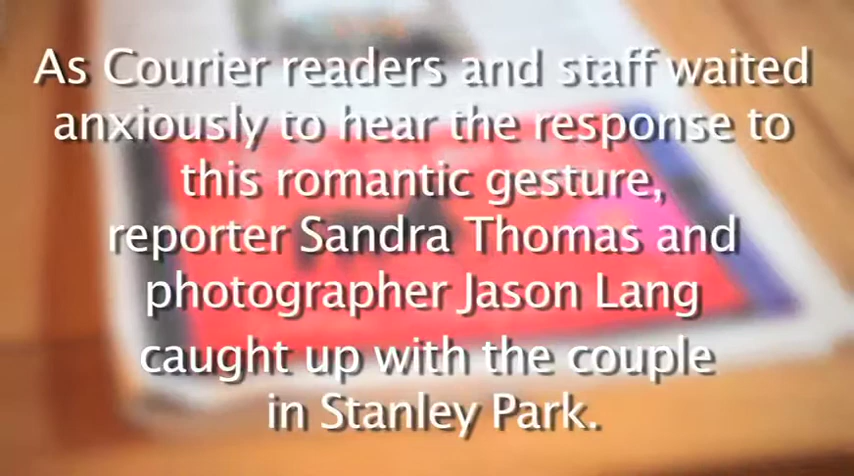 As Courier readers and staff waited
anxiously to hear the response to
this romantic gesture,
reporter Sandra Thomas and
photographer Jason Lang
caught up with the couple
in Stanley Park.